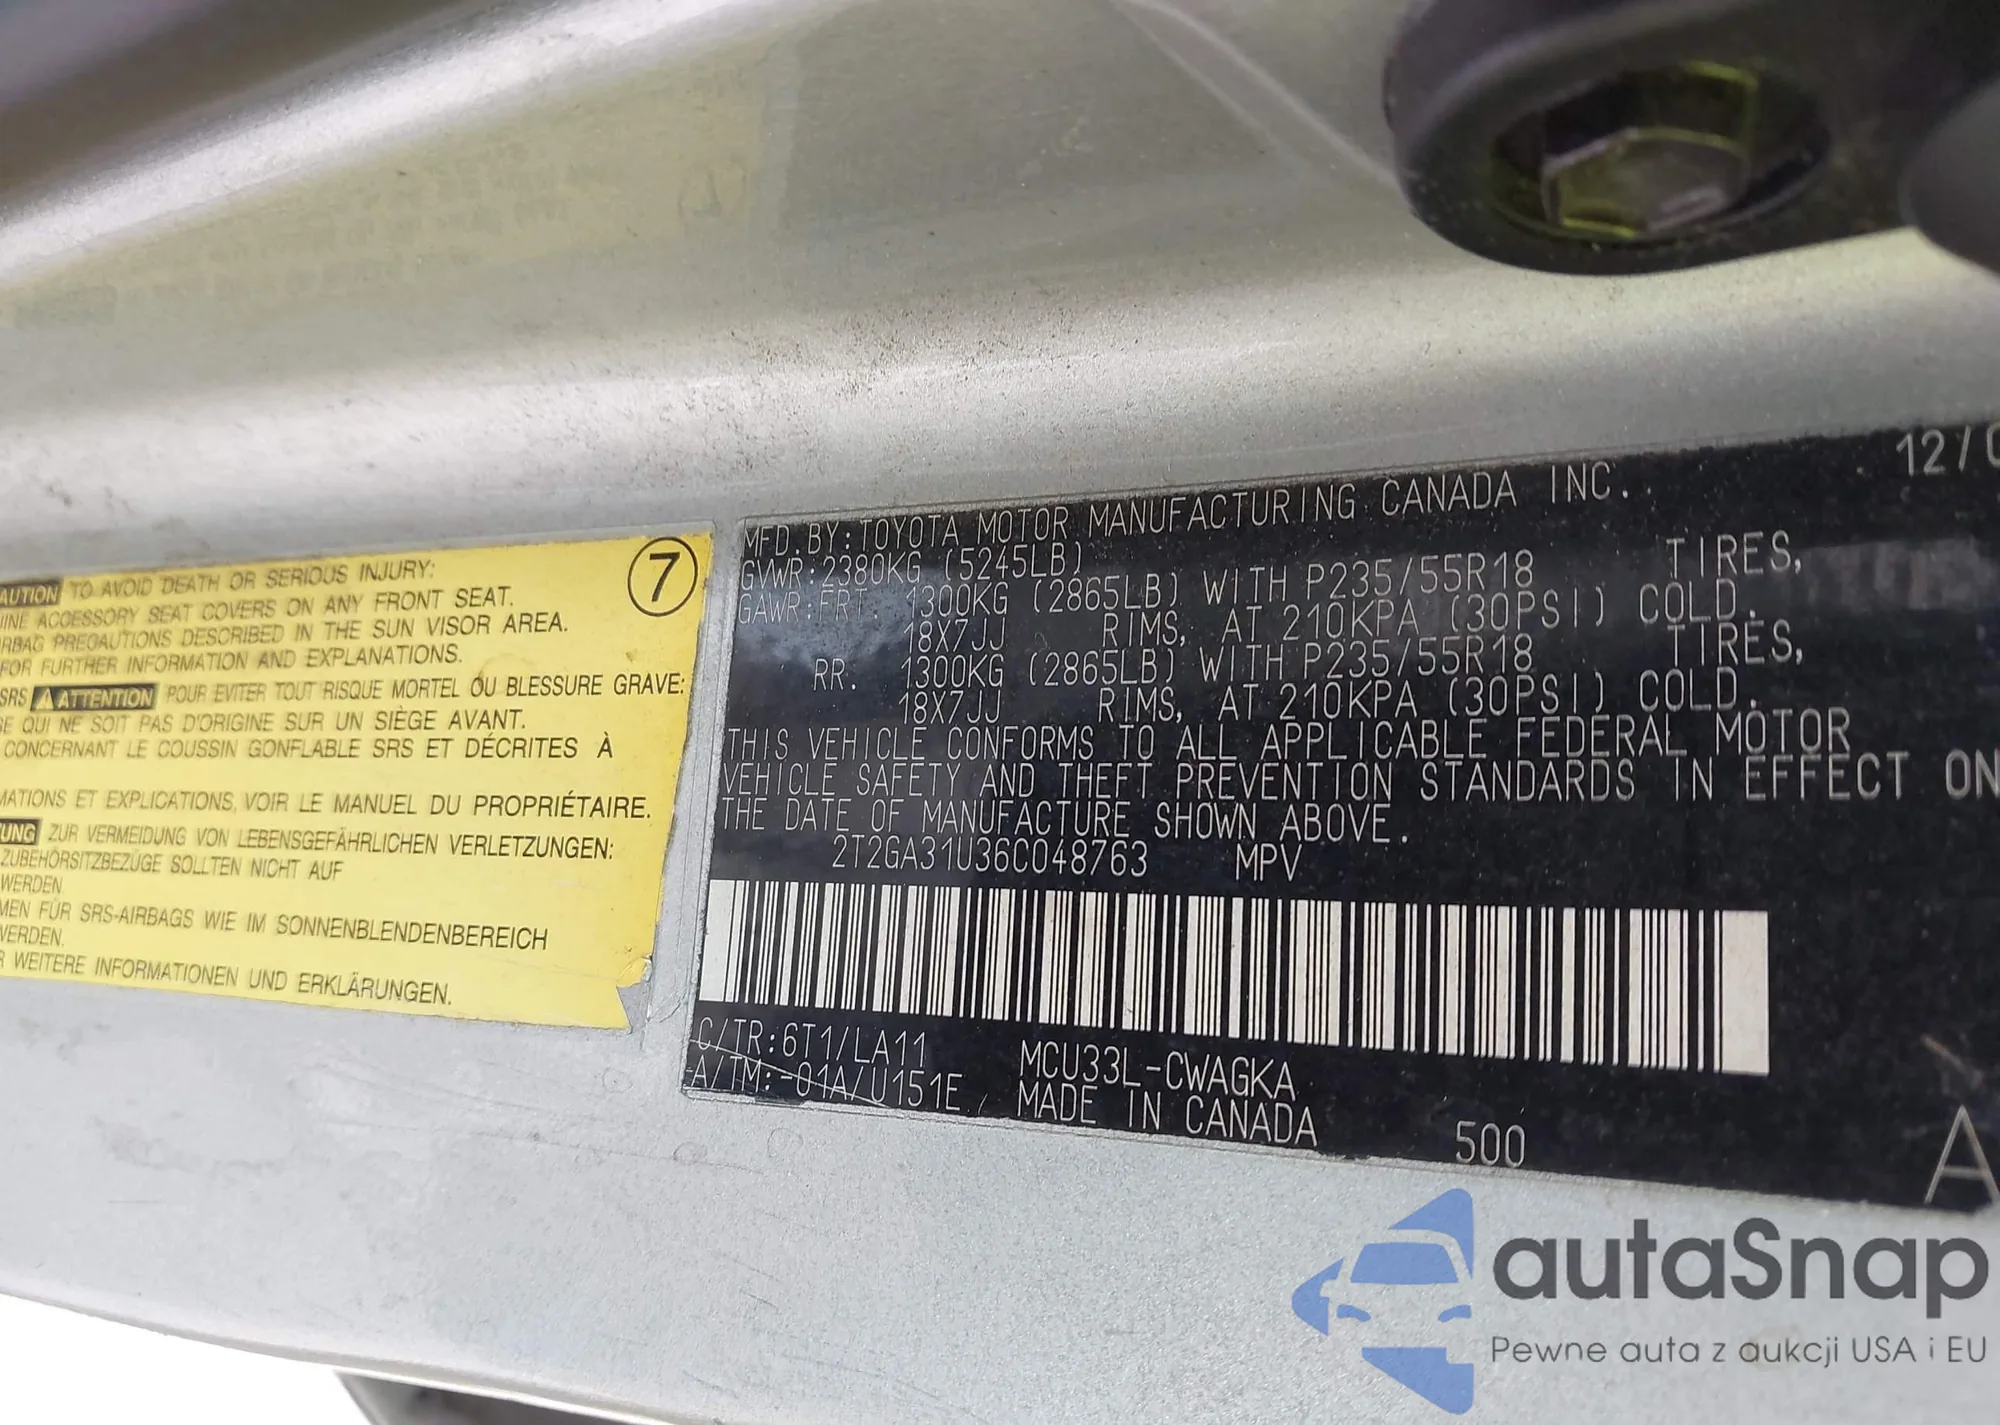 AUTION TO AVOID DEATH OR SERIOUS INJURY:
INE ACCESSORY SEAT COVERS ON ANY FRONT SEAT.
RBAG PRECAUTIONS DESCRIBED IN THE SUN VISOR AREA.
FOR FURTHER INFORMATION AND EXPLANATIONS.
SRS ATTENTION POUR EVITER TOUT RISQUE MORTEL OU BLESSURE GRAVE:
GE QUI NE SOIT PAS D'ORIGINE SUR UN SIÈGE AVANT.
CONCERNANT LE COUSSIN GONFLABLE SRS ET DÉCRITES À
MATIONS ET EXPLICATIONS, VOIR LE MANUEL DU PROPRIÉTAIRE.
UNG ZUR VERMEIDUNG VON LEBENSGEFÄHRLICHEN VERLETZUNGEN:
ZUBEHÖRSITZBEZÜGE SOLLTEN NICHT AUF
WERDEN.
MEN FÜR SRS-AIRBAGS WIE IM SONNENBLENDENBEREICH
WERDEN.
R WEITERE INFORMATIONEN UND ERKLÄRUNGEN.
7
12/0
MFD. BY: TOYOTA MOTOR MANUFACTURING CANADA INC.
GVWR: 2380KG (5245LB)
GAWR: FRT. 1300KG (2865LB) WITH P235/55R18 TIRES,
18X7JJ RIMS, AT 210KPA (30PSI) COLD.
RR. 1300KG (2865LB) WITH P235/55R18 TIRES,
18X7JJ RIMS, AT 210KPA (30PSI) COLD.
THIS VEHICLE CONFORMS TO ALL APPLICABLE FEDERAL MOTOR
VEHICLE SAFETY AND THEFT PREVENTION STANDARDS IN EFFECT ON
THE DATE OF MANUFACTURE SHOWN ABOVE.
2T2GA31U36C048763 MPV
C/TR: 6T1/LA11 MCU33L-CWAGKA
A/TM: -01A/U151E MADE IN CANADA
500
A
autaSnap
Pewne auta z aukcji USA i EU